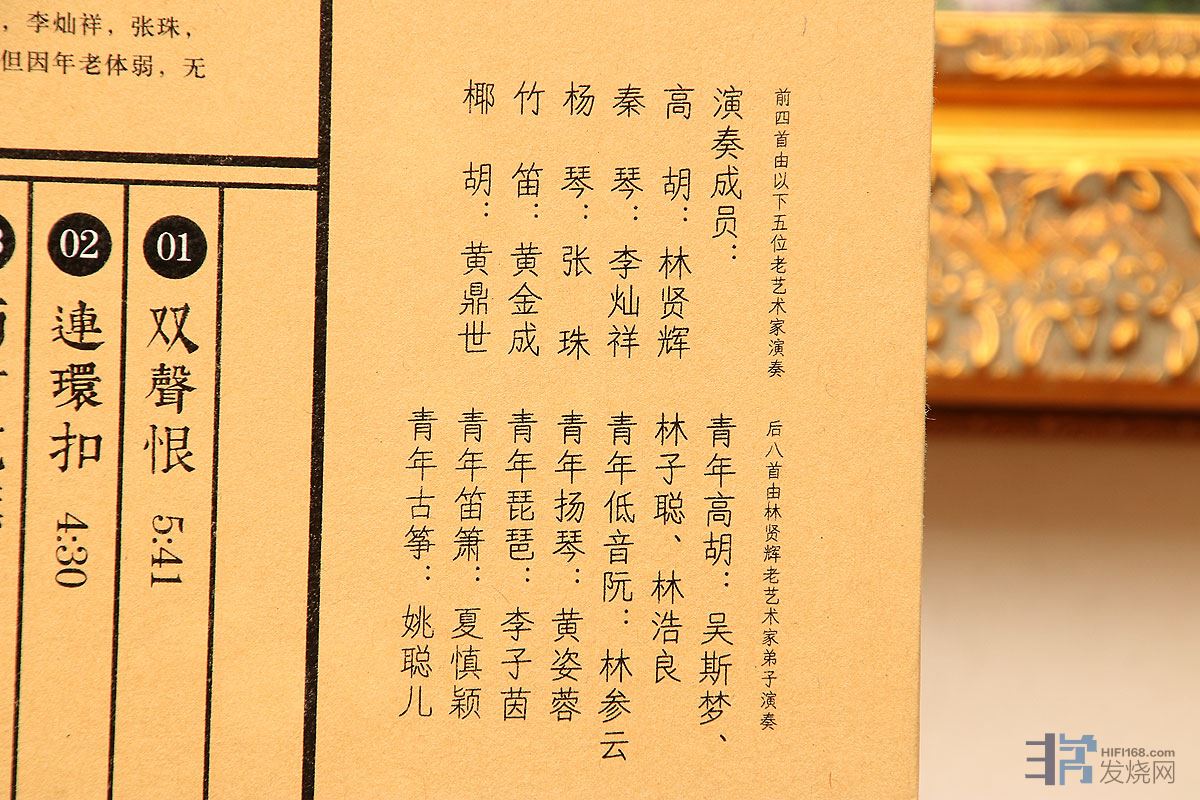 前四首由以下五位老艺术家演奏
后八首由林贤辉老艺术家弟子演奏
演奏成员：
高 胡：林贤辉
秦 琴：李灿祥
杨 琴：张 珠
竹 笛：黄金成
椰 胡：黄鼎世
青年高胡：吴斯梦、
林子聪、林浩良
青年低音阮：林参云
青年扬琴：黄姿蓉
青年琵琶：李子茵
青年笛箫：夏慎颖
青年古筝：姚聪儿
，李灿祥，张珠，
但因年老体弱，无
01 双聲恨 5:41
02 連環扣 4:30
HIFI168.com
发烧网